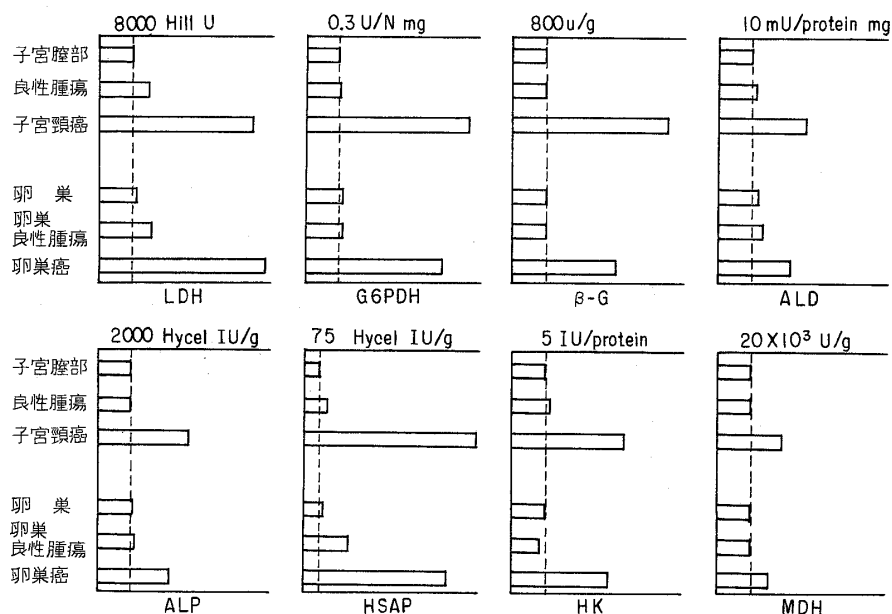 8000 Hill U
0.3 U/N mg
800 u/g
10 mU/protein mg
子宮腟部
良性腫瘍
子宮頸癌
卵 巣
卵巣
良性腫瘍
卵巣癌
LDH
G6PDH
β-G
ALD
2000 Hycel IU/g
75 Hycel IU/g
5 IU/protein
20X10³ U/g
子宮腟部
良性腫瘍
子宮頸癌
卵 巣
卵巣
良性腫瘍
卵巣癌
ALP
HSAP
HK
MDH